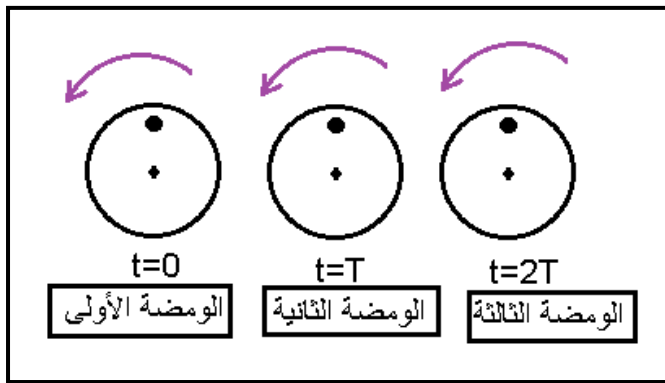 t=0
t=T
t=2T
الومضة الأولى
الومضة الثانية
الومضة الثالثة